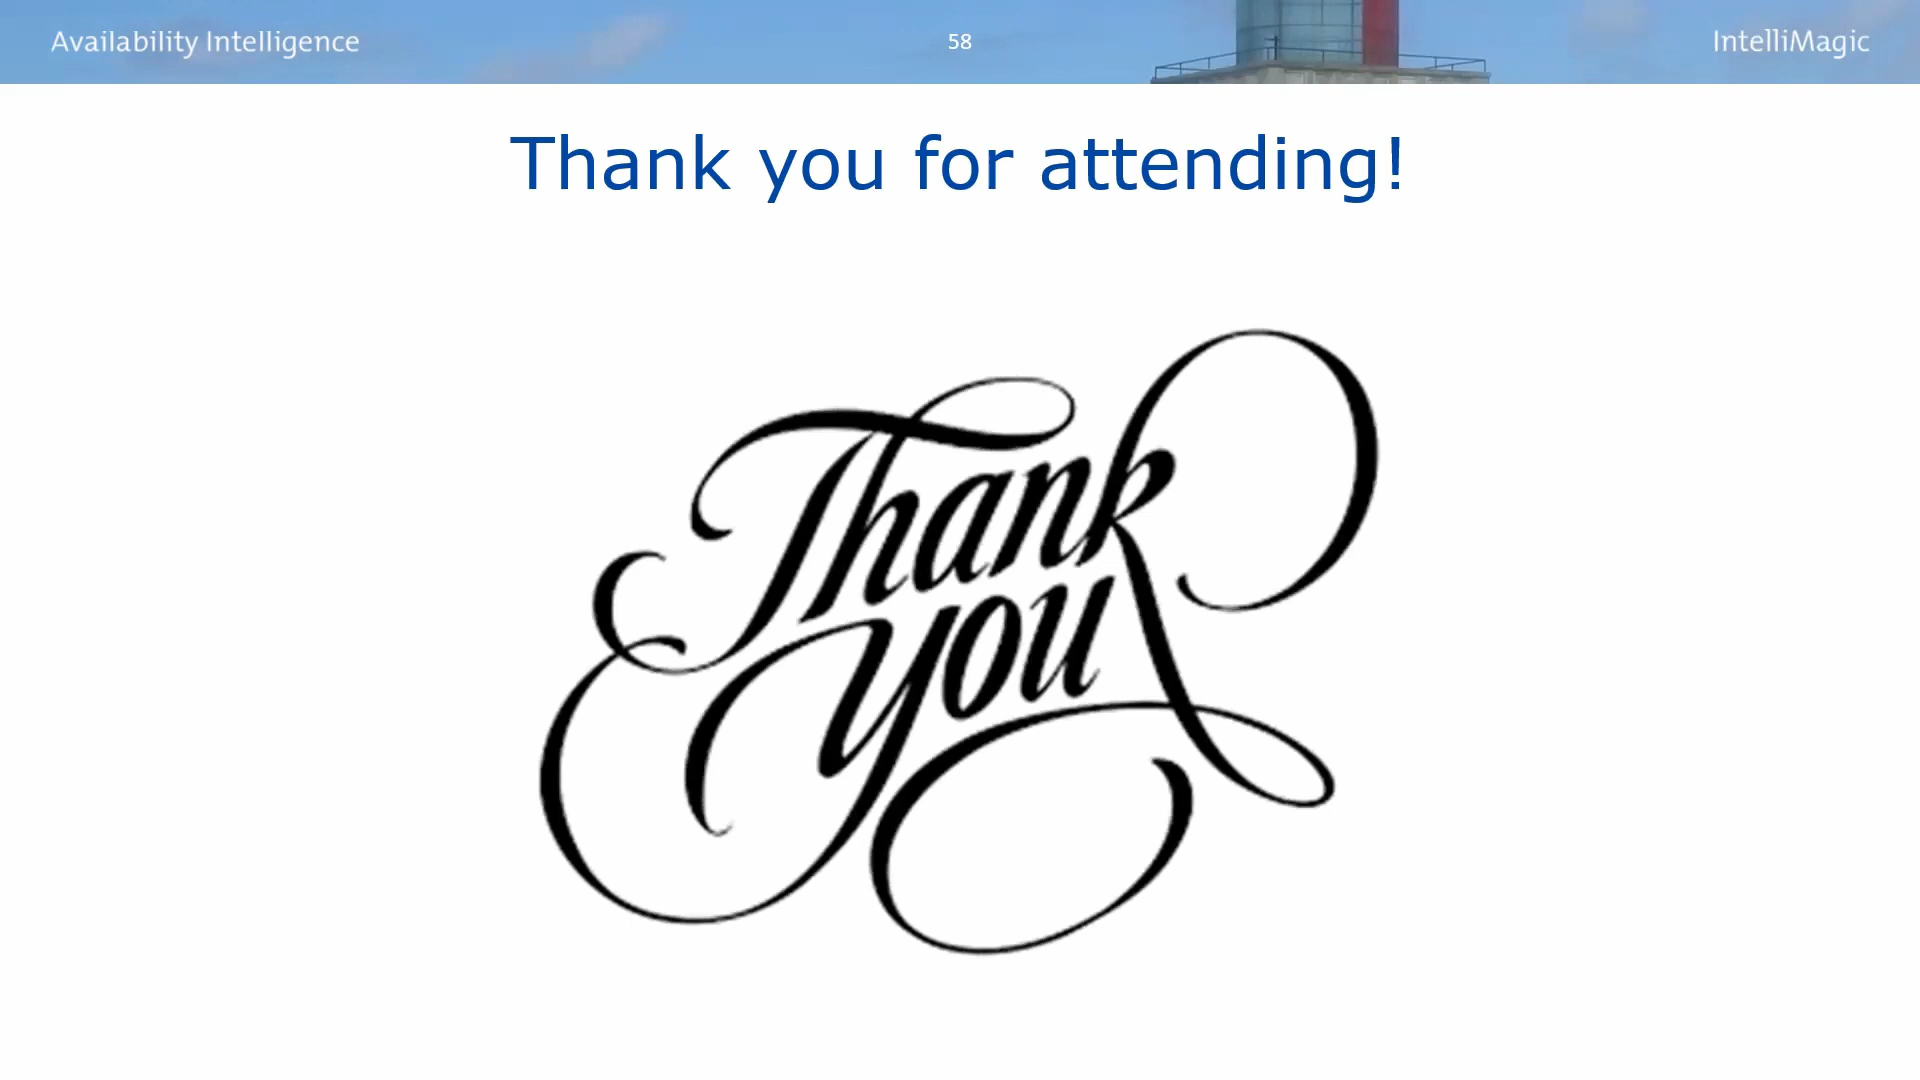 Availability Intelligence
58
IntelliMagic
Thank you for attending!
Thank
you